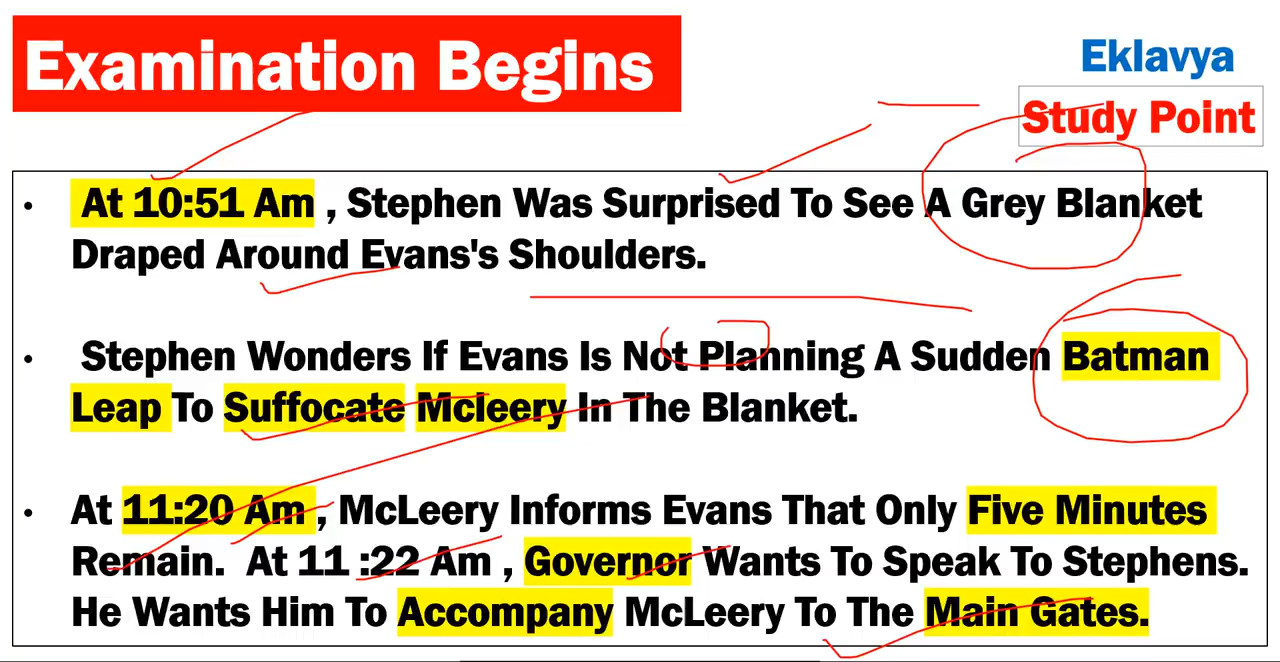 Examination Begins
Eklavya
Study Point
• At 10:51 Am , Stephen Was Surprised To See A Grey Blanket
Draped Around Evans's Shoulders.
• Stephen Wonders If Evans Is Not Planning A Sudden Batman
Leap To Suffocate Mcleery In The Blanket.
• At 11:20 Am , McLeery Informs Evans That Only Five Minutes
Remain. At 11 :22 Am , Governor Wants To Speak To Stephens.
He Wants Him To Accompany McLeery To The Main Gates.